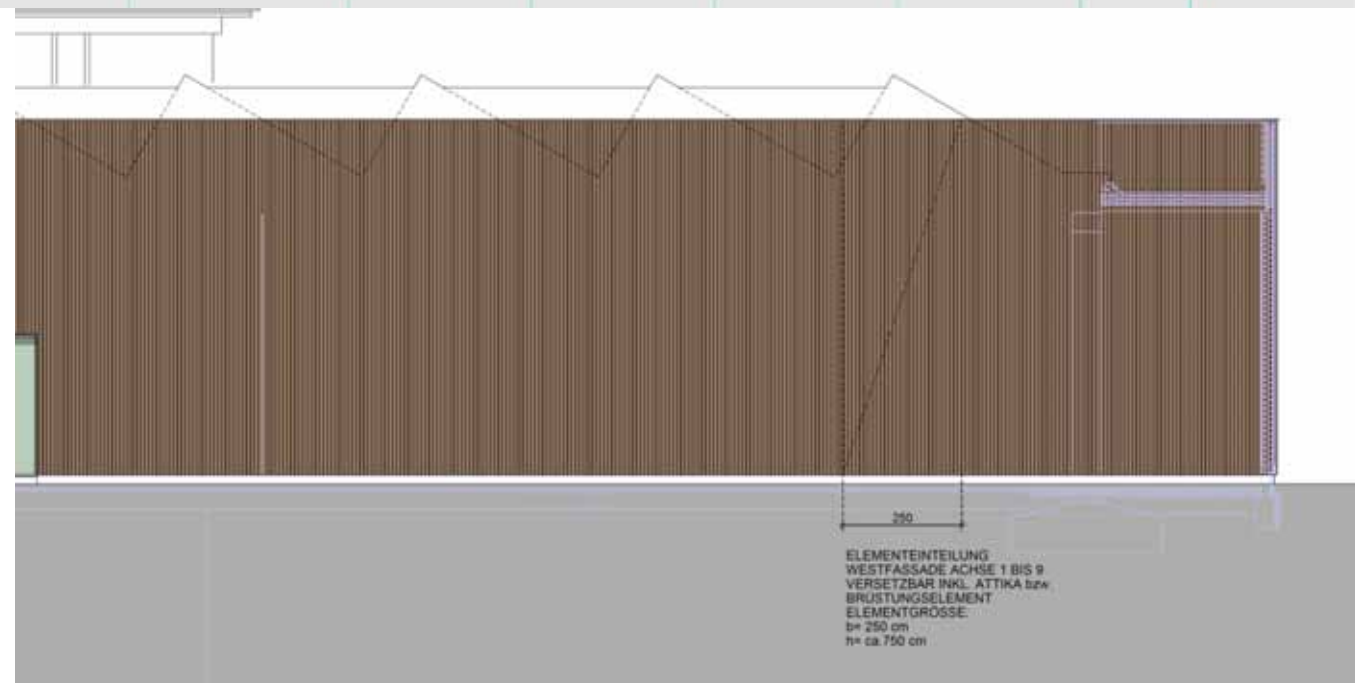 250
ELEMENTEINTEILUNG
WESTFASSADE ACHSE 1 BIS 9
VERSETZBAR INKL. ATTIKA bzw.
BRÜSTUNGSELEMENT
ELEMENTGRÖSSE:
b= 250 cm
h= ca.750 cm